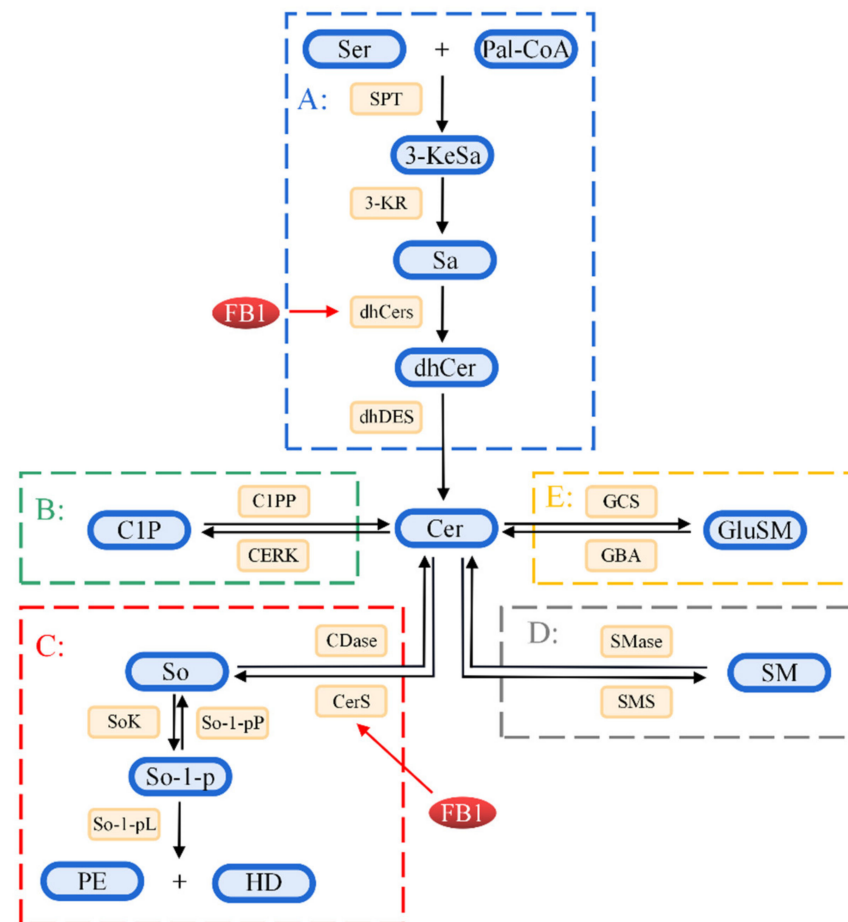 Ser + Pal-CoA
A:
SPT
3-KeSa
3-KR
Sa
FB1
dhCers
dhCer
dhDES
B:
C1PP
C1P
CERK
Cer
E:
GCS
GluSM
GBA
C:
CDase
So
CerS
SoK
So-1-pP
So-1-p
So-1-pL
PE + HD
FB1
D:
SMase
SM
SMS